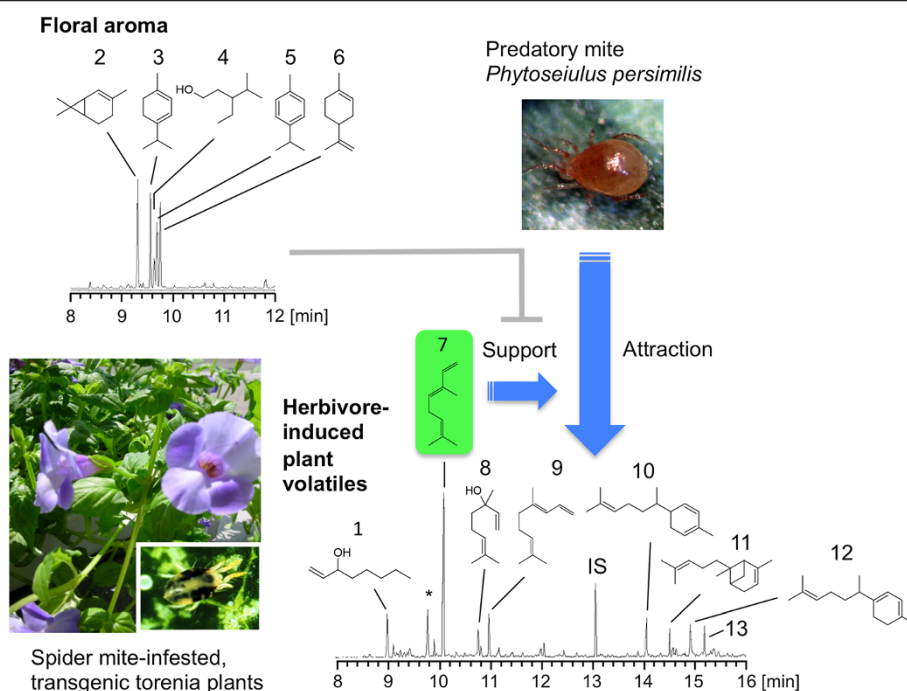 Floral aroma
2 3 4 5 6
HO
8 9 10 11 12 [min]
Predatory mite
Phytoseiulus persimilis
7
Support
Attraction
Herbivore-
induced
plant
volatiles
1
OH
*
8
HO
9
IS
10
11
12
13
8 9 10 11 12 13 14 15 16 [min]
Spider mite-infested,
transgenic torenia plants